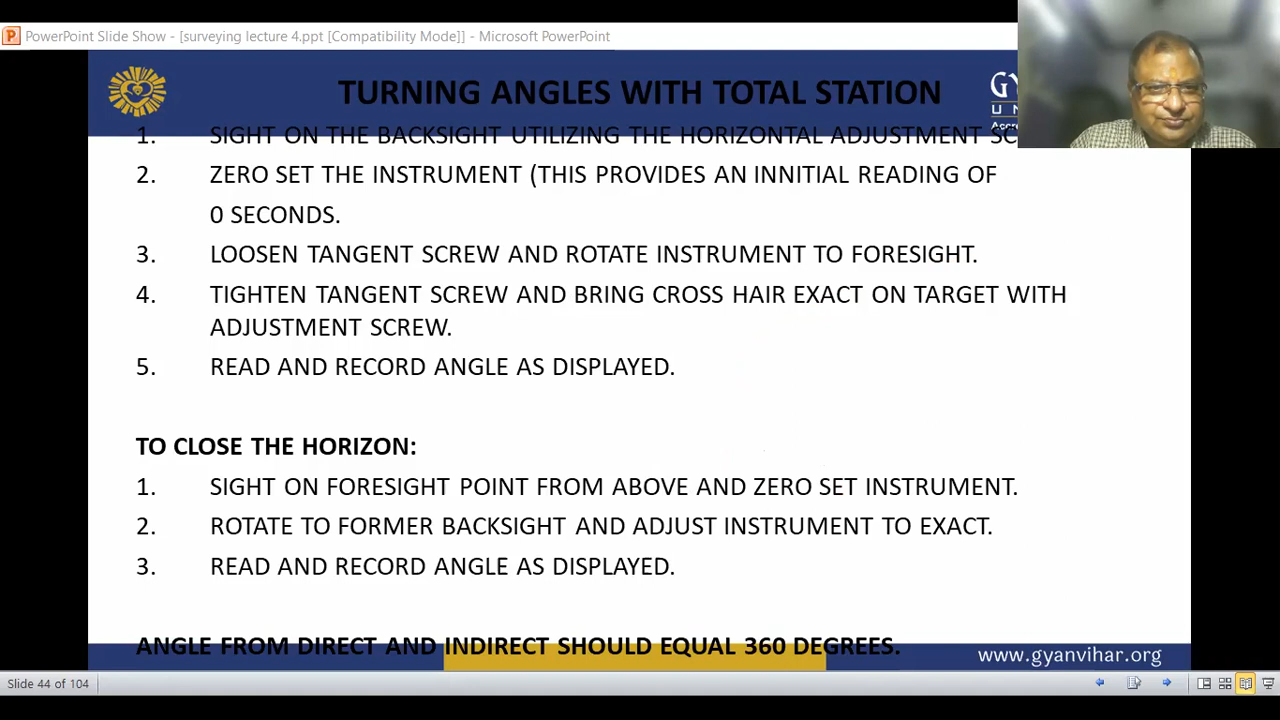 PowerPoint Slide Show - [surveying lecture 4.ppt [Compatibility Mode]] - Microsoft PowerPoint
TURNING ANGLES WITH TOTAL STATION
1. SIGHT ON THE BACKSIGHT UTILIZING THE HORIZONTAL ADJUSTMENT
2. ZERO SET THE INSTRUMENT (THIS PROVIDES AN INNITIAL READING OF
0 SECONDS.
3. LOOSEN TANGENT SCREW AND ROTATE INSTRUMENT TO FORESIGHT.
4. TIGHTEN TANGENT SCREW AND BRING CROSS HAIR EXACT ON TARGET WITH
ADJUSTMENT SCREW.
5. READ AND RECORD ANGLE AS DISPLAYED.
TO CLOSE THE HORIZON:
1. SIGHT ON FORESIGHT POINT FROM ABOVE AND ZERO SET INSTRUMENT.
2. ROTATE TO FORMER BACKSIGHT AND ADJUST INSTRUMENT TO EXACT.
3. READ AND RECORD ANGLE AS DISPLAYED.
ANGLE FROM DIRECT AND INDIRECT SHOULD EQUAL 360 DEGREES.
www.gyanvihar.org
Slide 44 of 104